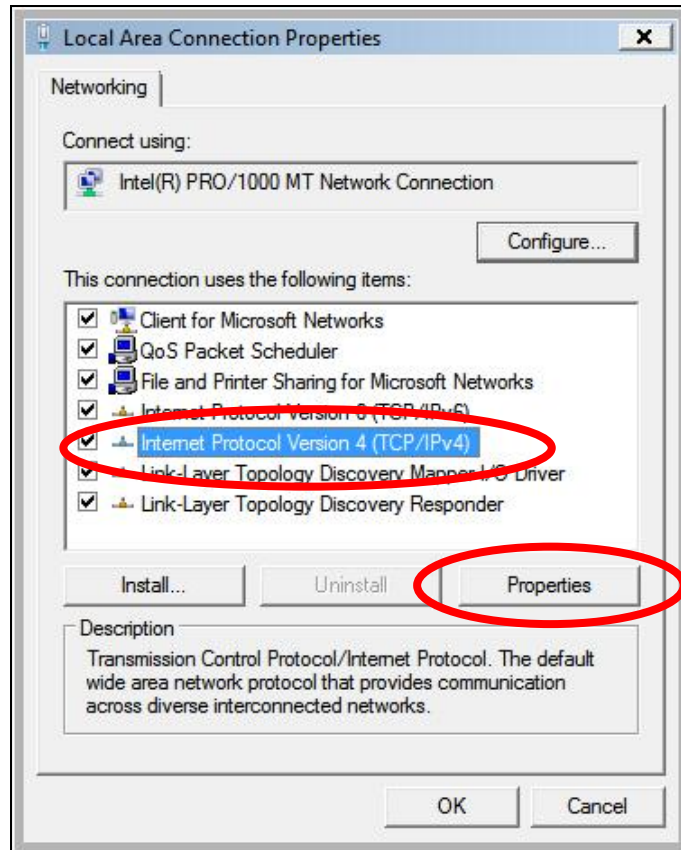 Local Area Connection Properties
Networking
Connect using:
Intel(R) PRO/1000 MT Network Connection
Configure...
This connection uses the following items:
Client for Microsoft Networks
QoS Packet Scheduler
File and Printer Sharing for Microsoft Networks
Internet Protocol Version 6 (TCP/IPv6)
Internet Protocol Version 4 (TCP/IPv4)
Link-Layer Topology Discovery Mapper I/O Driver
Link-Layer Topology Discovery Responder
Install...
Uninstall
Properties
Description
Transmission Control Protocol/Internet Protocol. The default
wide area network protocol that provides communication
across diverse interconnected networks.
OK
Cancel